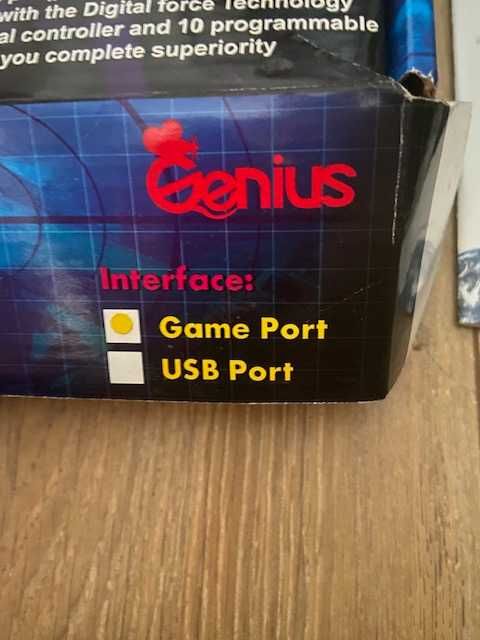 with the Digital force Technology
al controller and 10 programmable
you complete superiority
Genius
Interface:
Game Port
USB Port